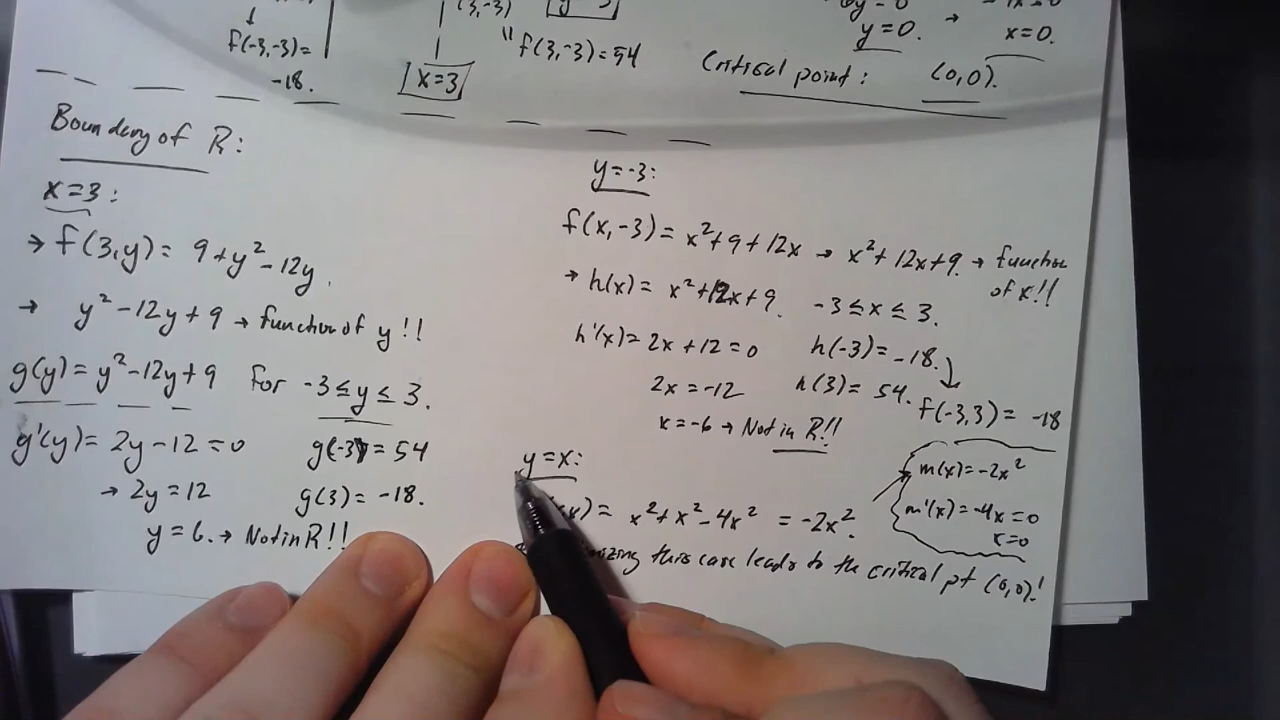 (3,-3)
y=0.
→
x=0.
f(-3,-3)=
-18.
x=3
"f(3,-3)=54
Critical point: (0,0).
Boundary of R:
x=3:
→ f(3,y)= 9+y²-12y.
→ y²-12y+9 → function of y!!
g(y)= y²-12y+9 for -3≤y≤3.
g'(y)= 2y-12=0
→ 2y=12
y=6. → Not in R!!
g(-3)=54
g(3)=-18.
y=-3:
f(x,-3)= x²+9+12x → x²+12x+9. → function of x!!
→ h(x)= x²+12x+9. -3≤x≤3.
h'(x)=2x+12=0
2x=-12
x=-6 → Not in R!!
h(-3)=-18.
h(3)=54.
f(-3,3)=-18
y=x:
x)= x²+x²-4x² = -2x².
m(x)=-2x²
m'(x)=-4x=0
x=0
this case leads to the critical pt (0,0)!